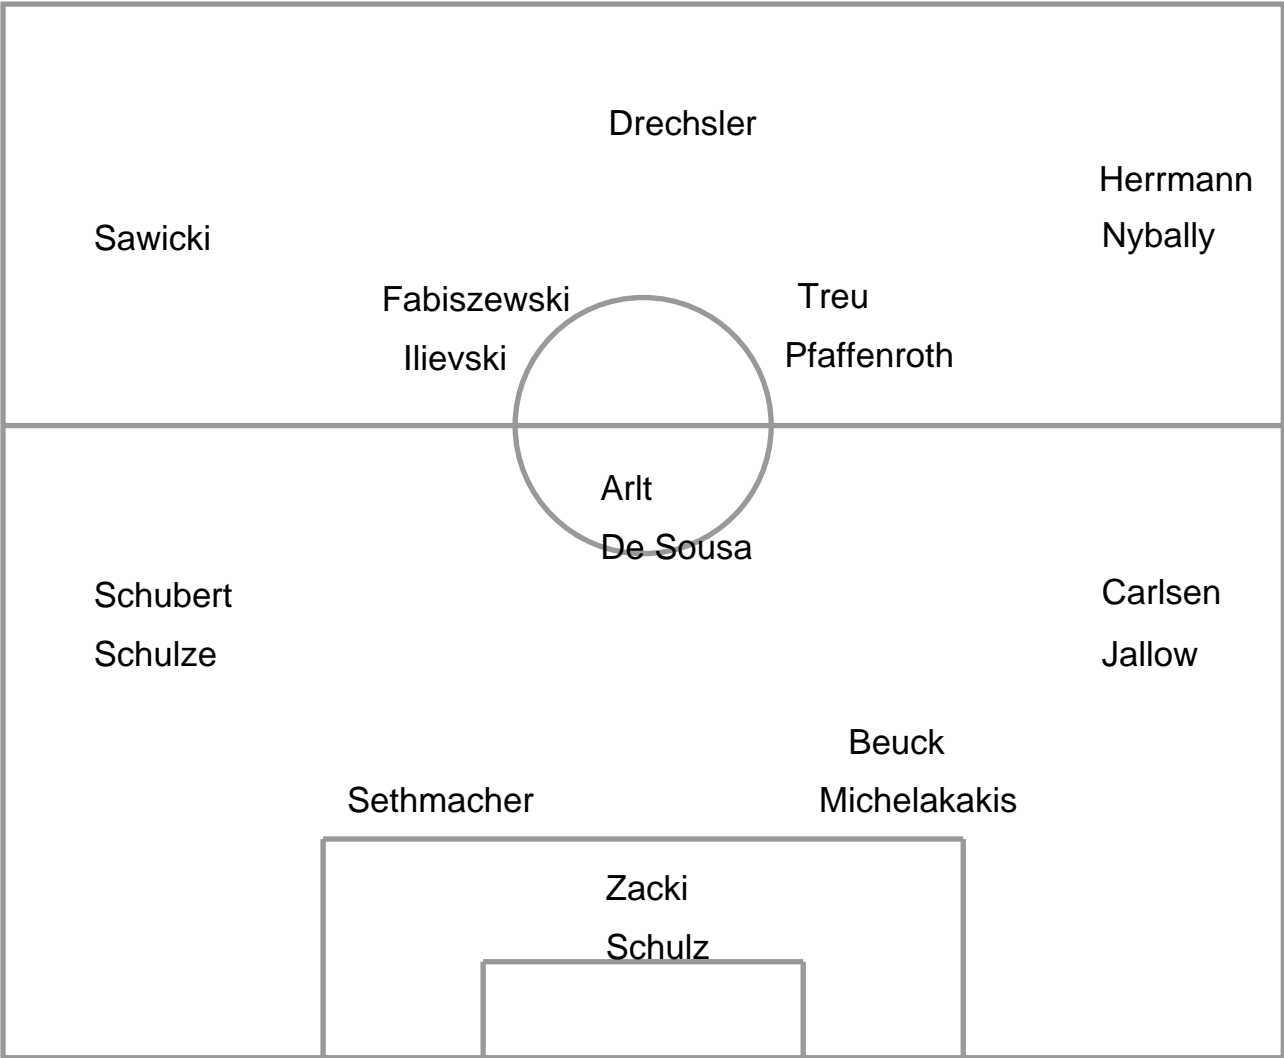 Drechsler
Herrmann
Sawicki
Nybally
Fabiszewski
Treu
Ilievski
Pfaffenroth
Arlt
De Sousa
Schubert
Carlsen
Schulze
Jallow
Beuck
Sethmacher
Michelakakis
Zacki
Schulz